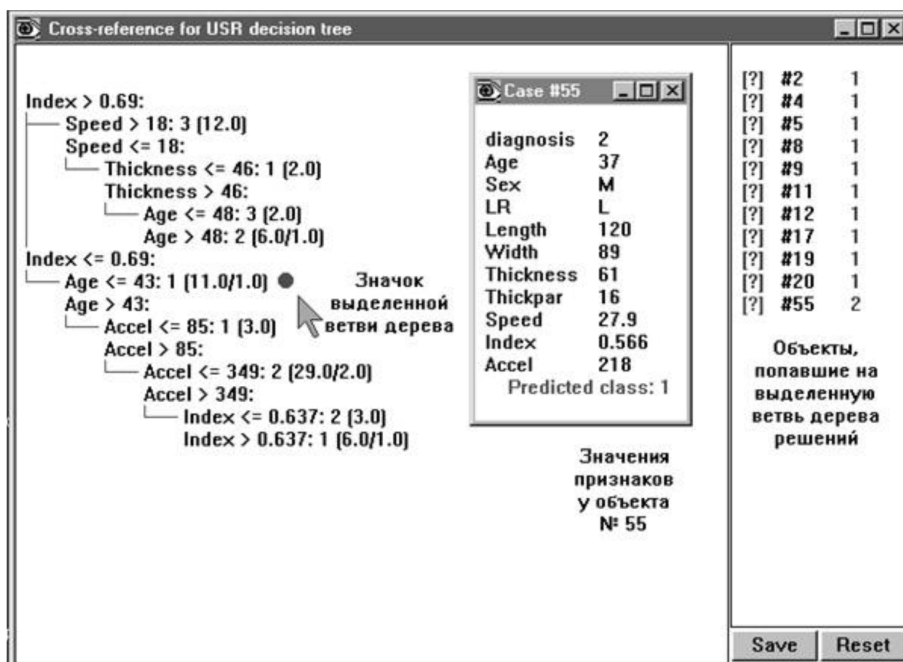 Cross-reference for USR decision tree
Index > 0.69:
Speed > 18: 3 (12.0)
Speed <= 18:
Thickness <= 46: 1 (2.0)
Thickness > 46:
Age <= 48: 3 (2.0)
Age > 48: 2 (6.0/1.0)
Index <= 0.69:
Age <= 43: 1 (11.0/1.0)
Age > 43:
Accel <= 85: 1 (3.0)
Accel > 85:
Accel <= 349: 2 (29.0/2.0)
Accel > 349:
Index <= 0.637: 2 (3.0)
Index > 0.637: 1 (6.0/1.0)
Значок
выделенной
ветви дерева
Case #55
diagnosis 2
Age 37
Sex M
LR L
Length 120
Width 89
Thickness 61
Thickpar 16
Speed 27.9
Index 0.566
Accel 218
Predicted class: 1
Значения
признаков
у объекта
№ 55
[?] #2 1
[?] #4 1
[?] #5 1
[?] #8 1
[?] #9 1
[?] #11 1
[?] #12 1
[?] #17 1
[?] #19 1
[?] #20 1
[?] #55 2
Объекты,
попавшие на
выделенную
ветвь дерева
решений
Save Reset